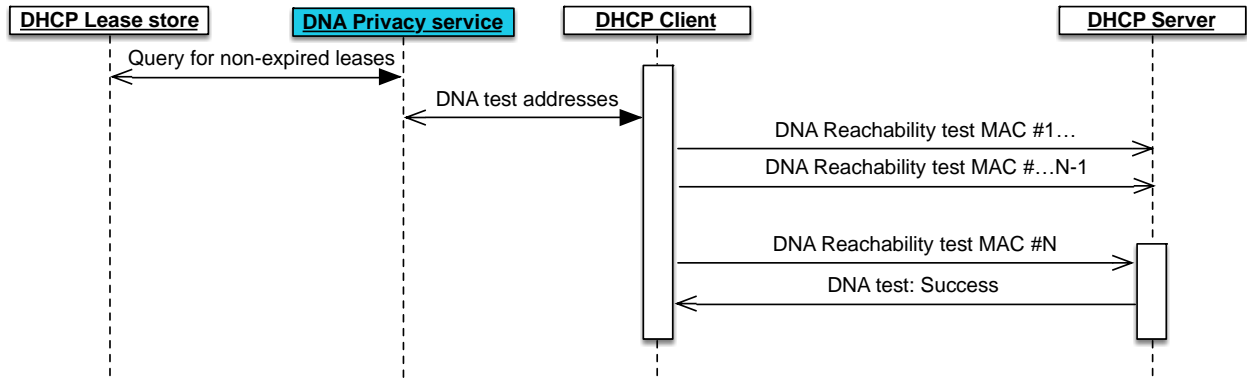 DHCP Lease store
DNA Privacy service
DHCP Client
DHCP Server
Query for non-expired leases
DNA test addresses
DNA Reachability test MAC #1…
DNA Reachability test MAC #…N-1
DNA Reachability test MAC #N
DNA test: Success